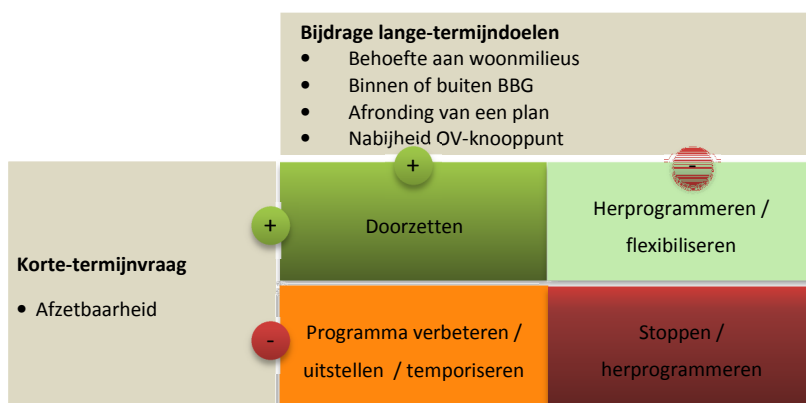 Bijdrage lange-termijndoelen
• Behoefte aan woonmilieus
• Binnen of buiten BBG
• Afronding van een plan
• Nabijheid OV-knooppunt
+
-
+
Doorzetten
Herprogrammeren /
flexibiliseren
Korte-termijnvraag
• Afzetbaarheid
-
Programma verbeteren /
uitstellen / temporiseren
Stoppen /
herprogrammeren